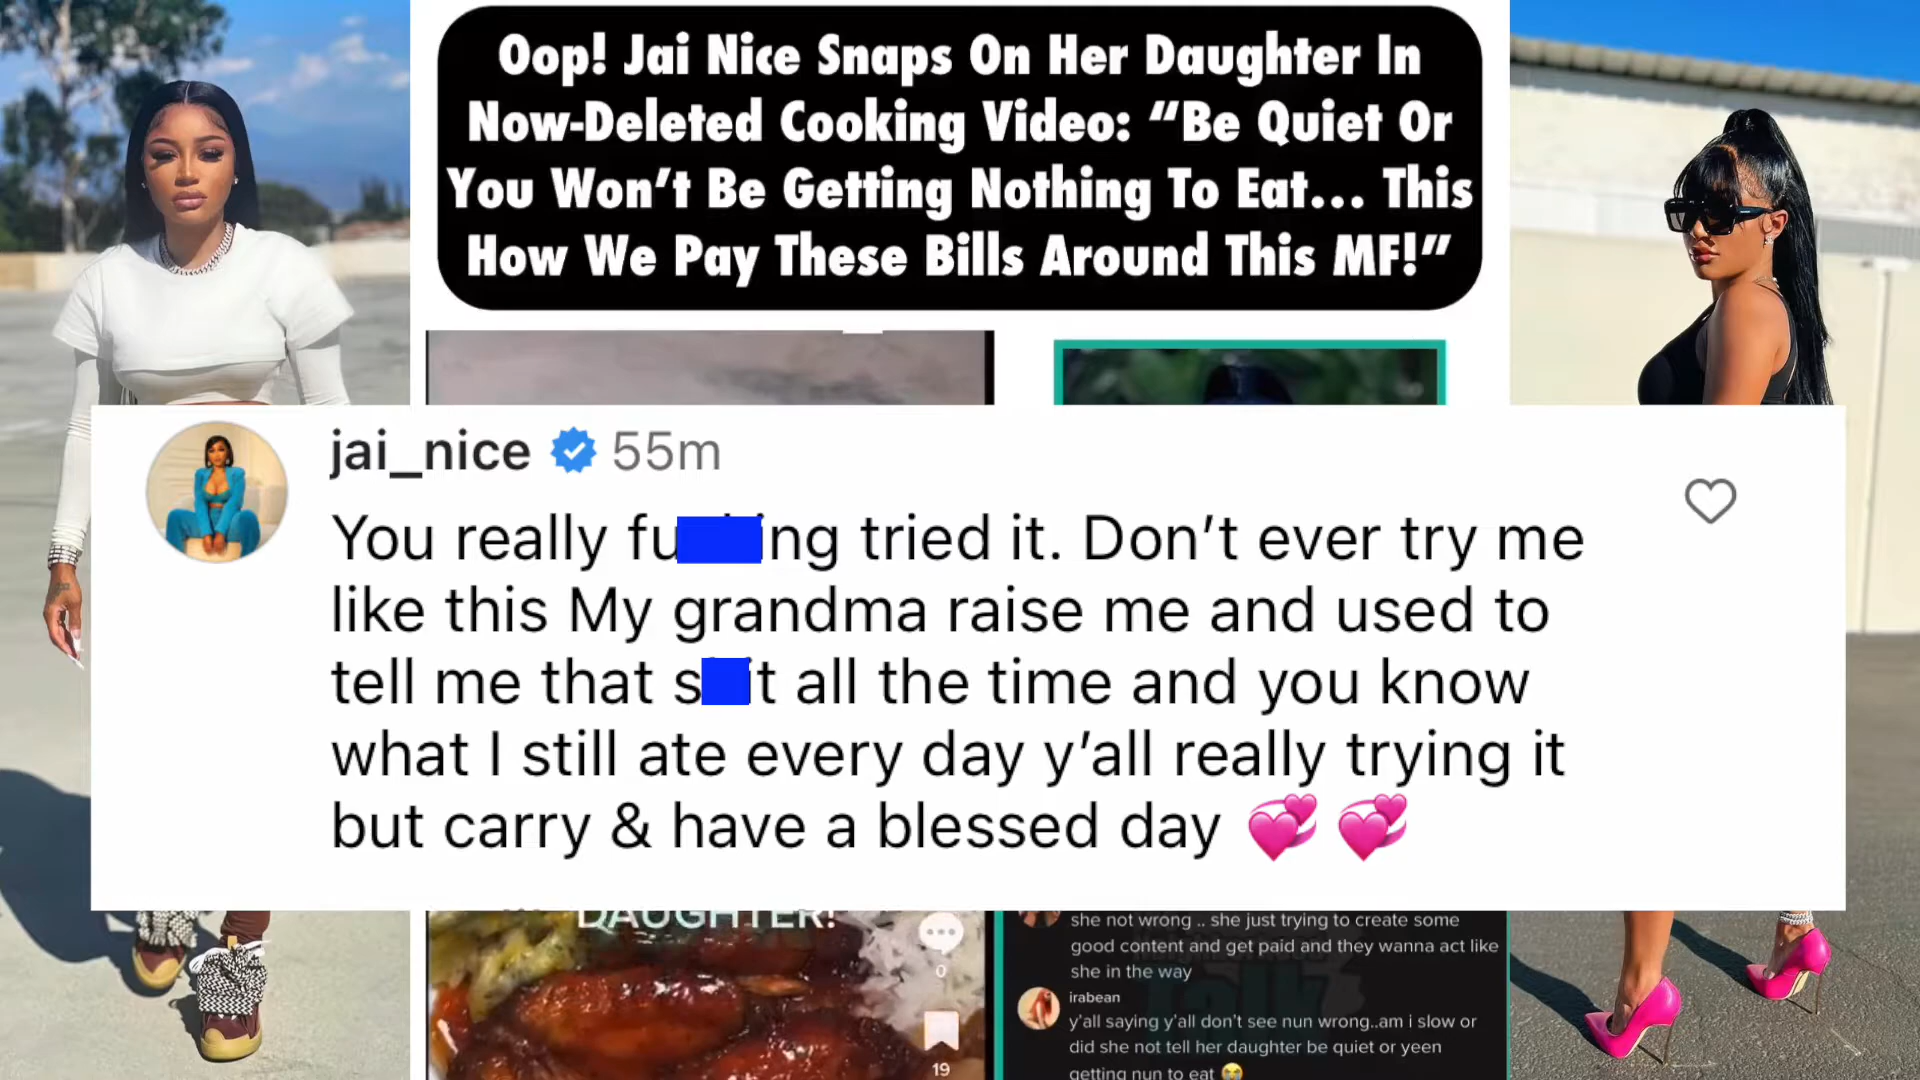 Oop! Jai Nice Snaps On Her Daughter In
Now-Deleted Cooking Video: “Be Quiet Or
You Won’t Be Getting Nothing To Eat... This
How We Pay These Bills Around This MF!”
jai_nice 55m
You really fu ing tried it. Don’t ever try me
like this My grandma raise me and used to
tell me that s it all the time and you know
what I still ate every day y’all really trying it
but carry & have a blessed day 💞 💞
DAUGHTER!
0
19
she not wrong .. she just trying to create some
good content and get paid and they wanna act like
she in the way
irabean
y’all saying y’all don’t see nun wrong..am i slow or
did she not tell her daughter be quiet or yeen
getting nun to eat 😭